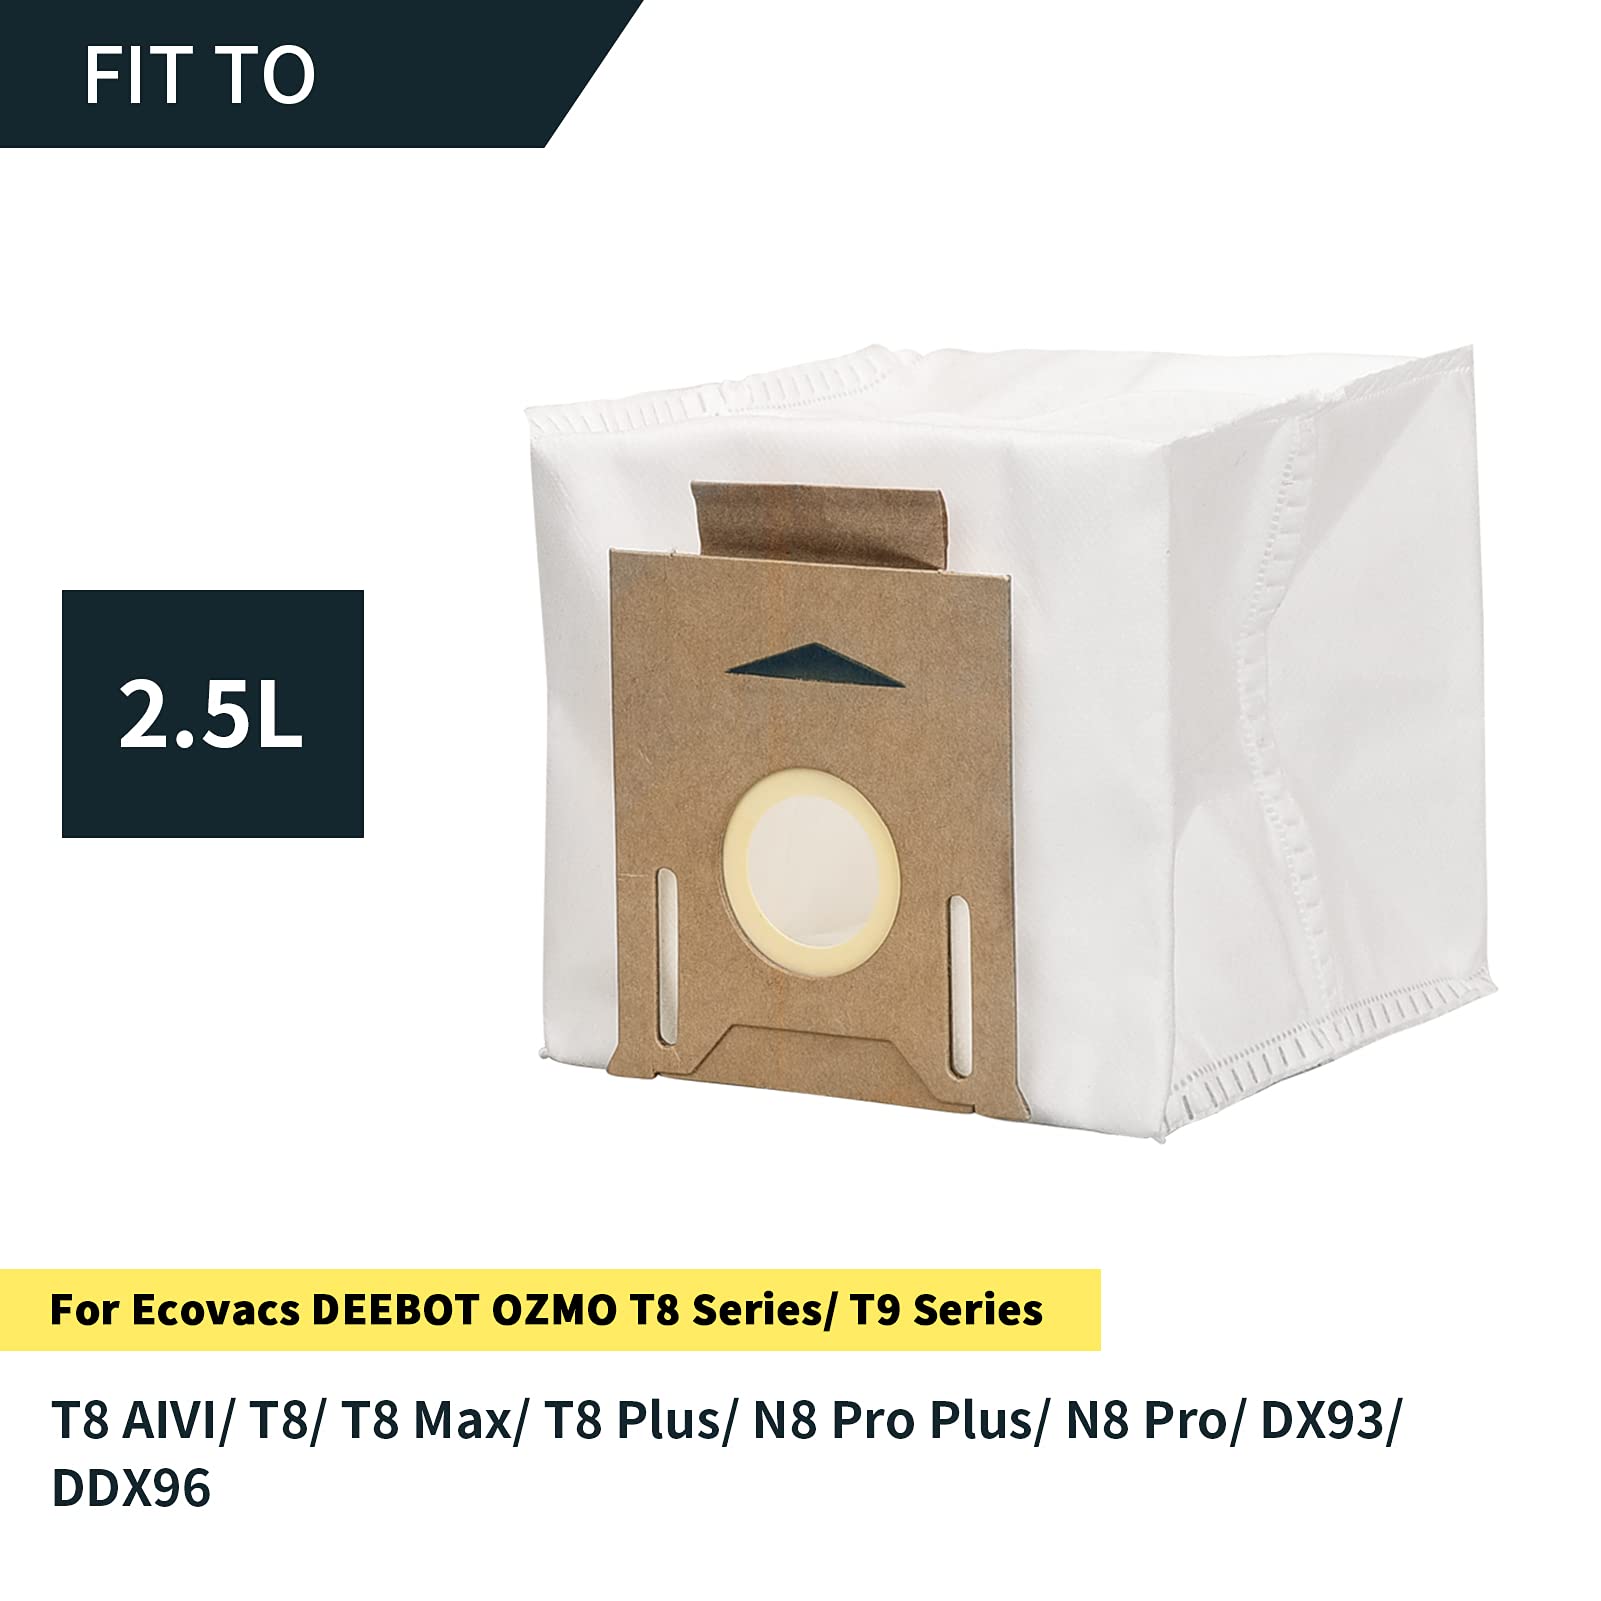 FIT TO
2.5L
For Ecovacs DEEBOT OZMO T8 Series/ T9 Series
T8 AIVI/ T8/ T8 Max/ T8 Plus/ N8 Pro Plus/ N8 Pro/ DX93/
DDX96